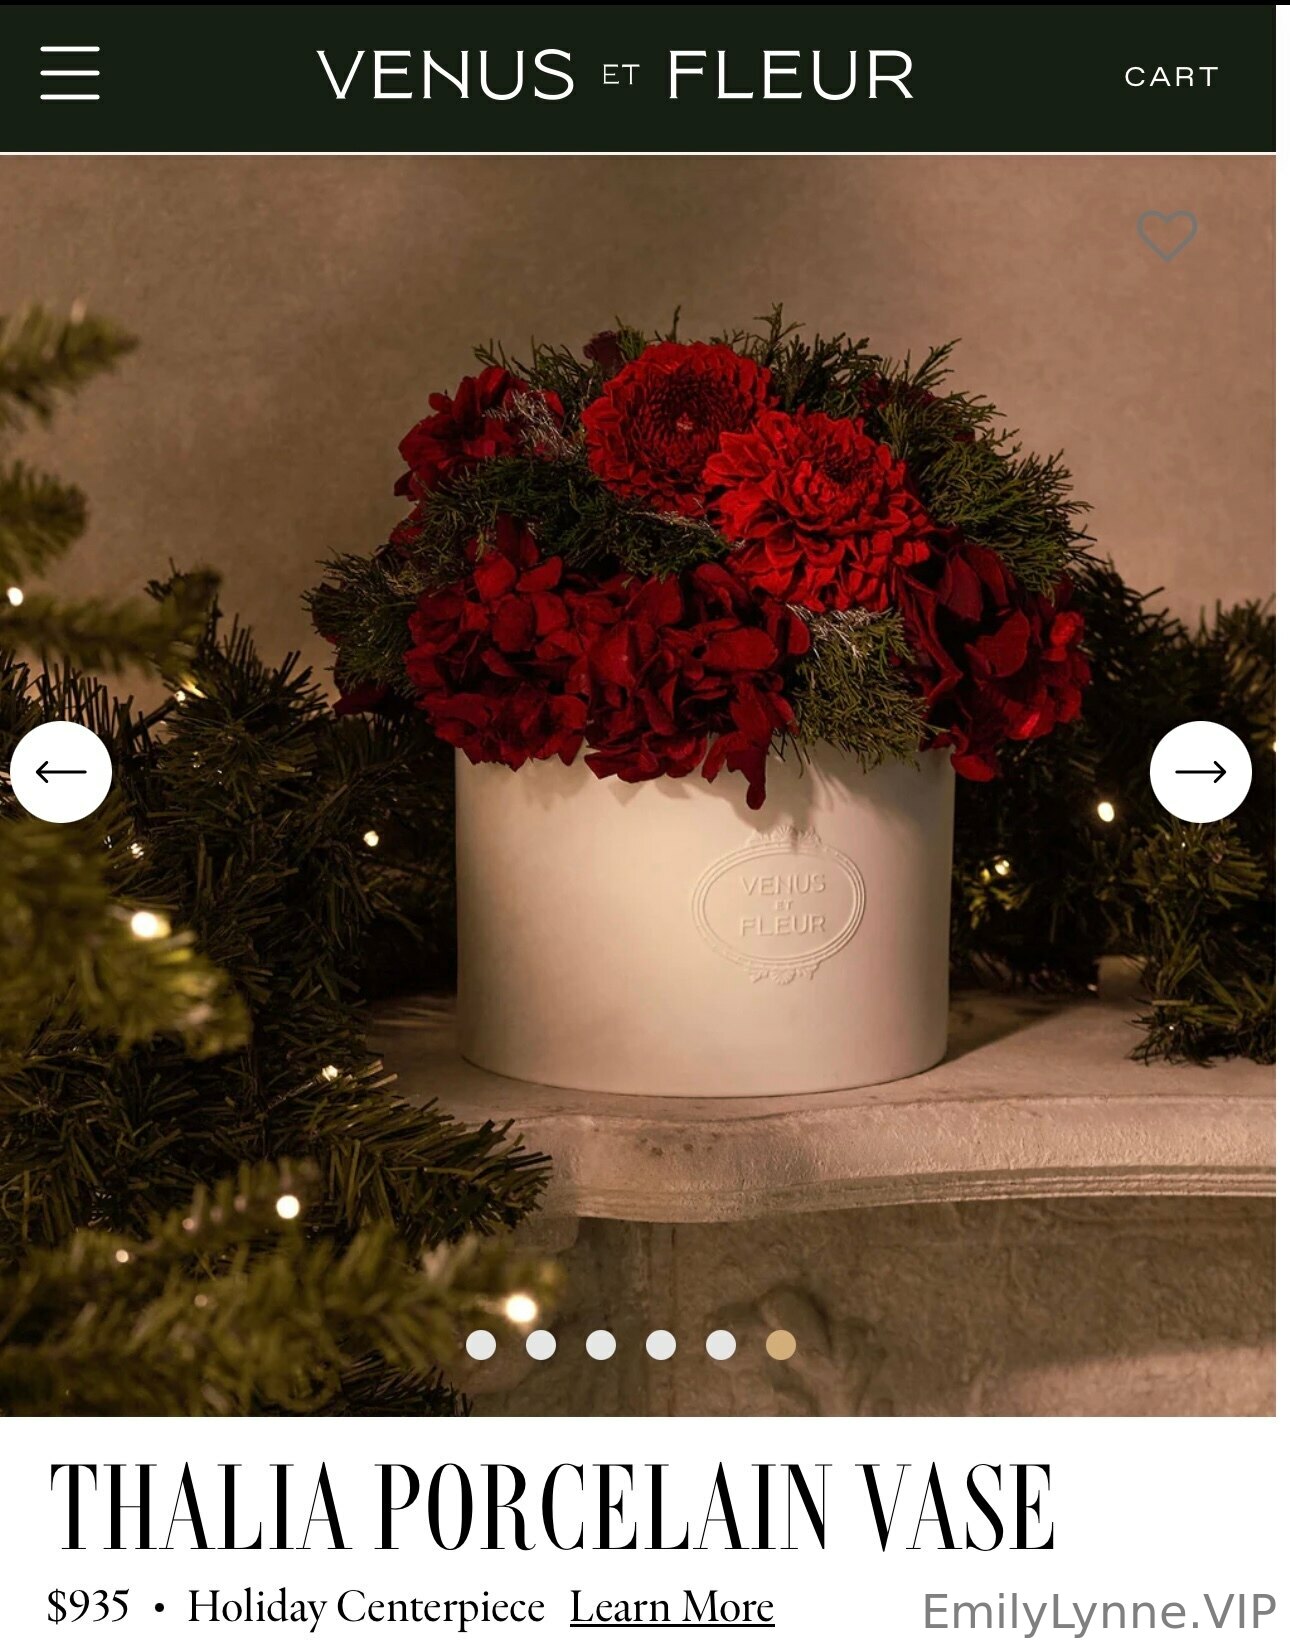 VENUS ET FLEUR
CART
VENUS
ET
FLEUR
THALIA PORCELAIN VASE
$935 • Holiday Centerpiece Learn More
EmilyLynne.VIP